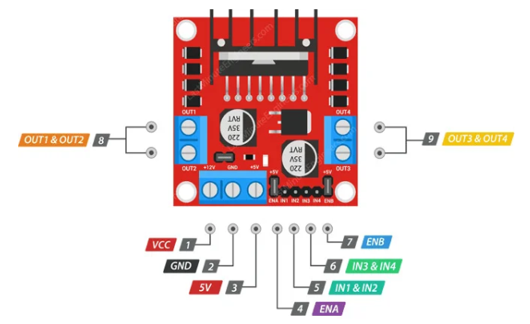 OUT1
OUT4
220
35V
RVT
OUT1 & OUT2
8
9
OUT3 & OUT4
OUT2
+12V
GND
+5V
220
35V
RVT
OUT3
+5V
+5V
ENA
IN1
IN2
IN3
IN4
ENB
VCC
1
7
ENB
GND
2
6
IN3 & IN4
5V
3
5
IN1 & IN2
4
ENA